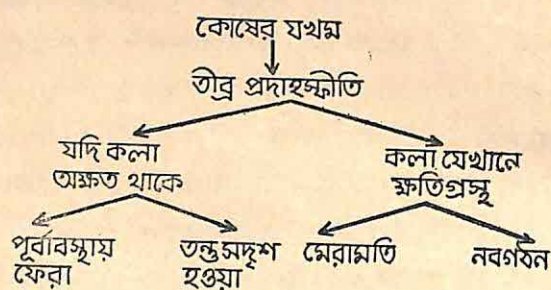 কোষের যখম
তীব্র প্রদাহস্ফীতি
যদি কলা
অক্ষত থাকে
কলা যেখানে
ক্ষতিগ্রস্থ
পূর্বাবস্থায়
ফেরা
তন্তুসদৃশ
হওয়া
মেরামতি
নবগঠন